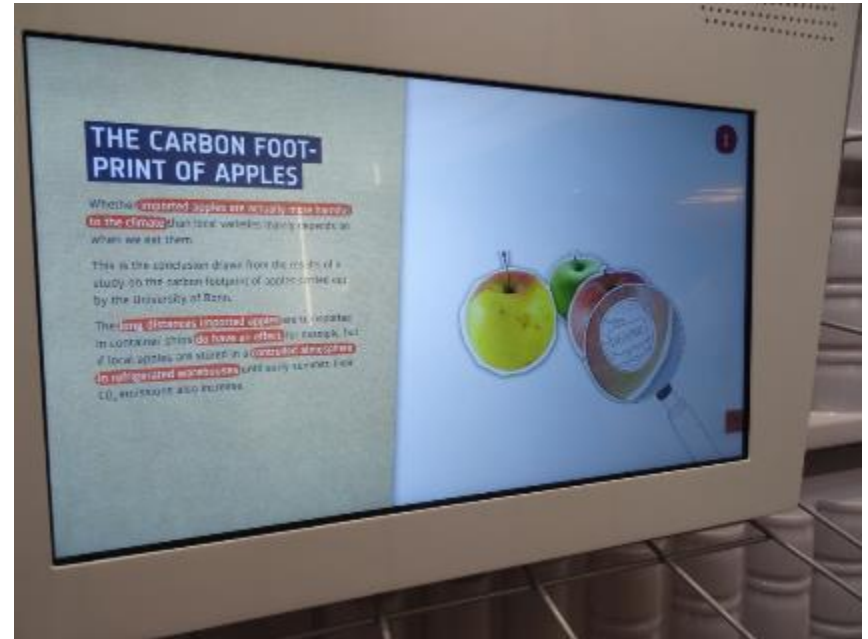 THE CARBON FOOT-
PRINT OF APPLES
Whether imported apples are actually more harmful
to the climate than local varieties mainly depends on
when we eat them.
This is the conclusion drawn from the results of a
study on the carbon footprint of apples carried out
by the University of Bonn.
The long distances imported apples are transported
in container ships do have an effect, for example, but
if local apples are stored in a controlled atmosphere
in refrigerated warehouses until early summer, their
CO₂ emissions also increase.